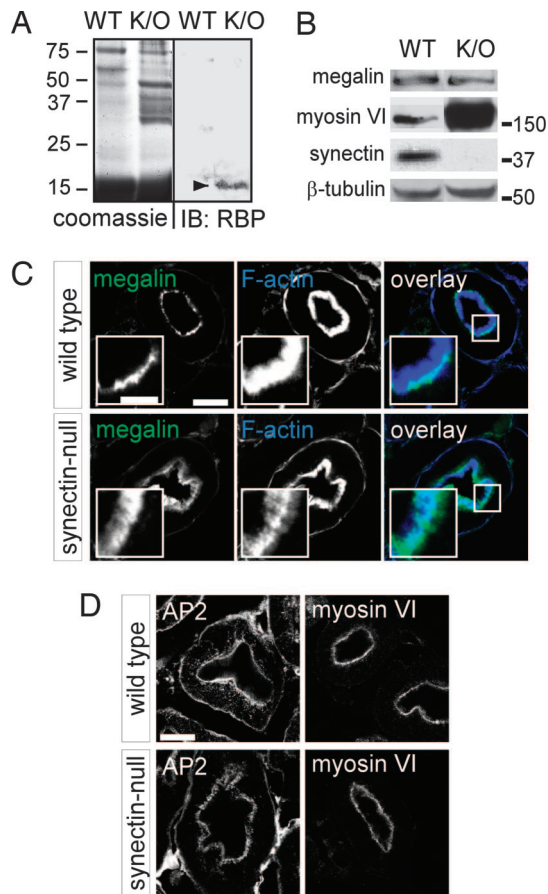 A
WT K/O WT K/O
75
50
37
25
15
coomassie IB: RBP
B
WT K/O
megalin
myosin VI
150
synectin
37
β-tubulin
50
C
wild type
megalin F-actin overlay
synectin-null
megalin F-actin overlay
D
wild type
AP2 myosin VI
synectin-null
AP2 myosin VI